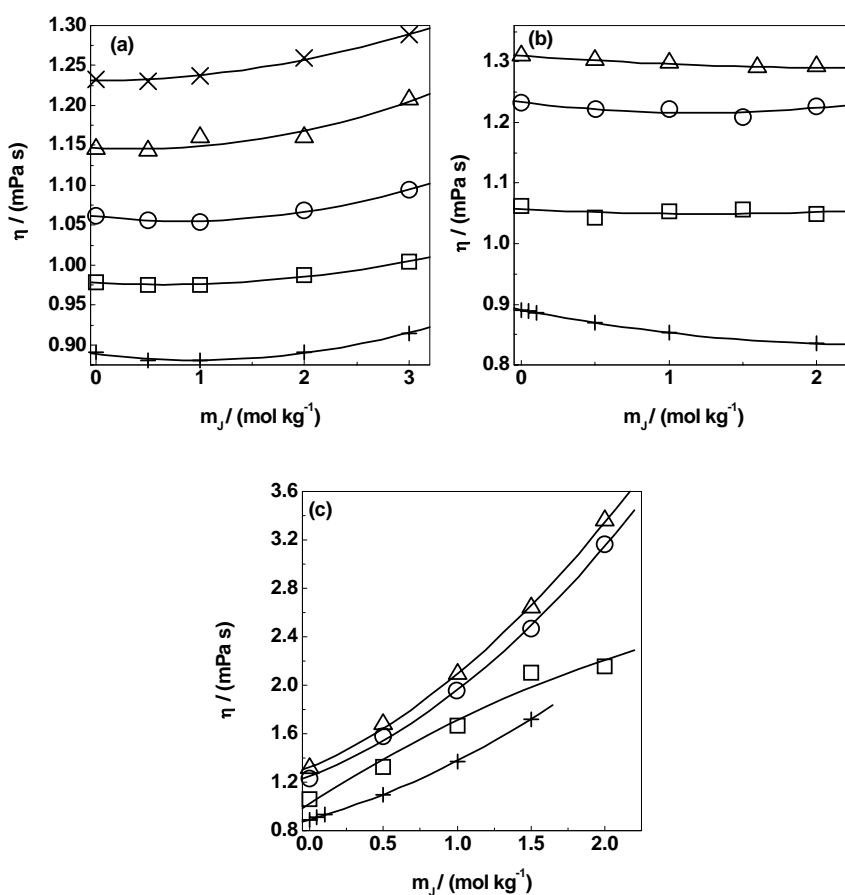 (a)
1.30
1.25
1.20
1.15
1.10
1.05
1.00
0.95
0.90
η / (mPa s)
0 1 2 3
m_J / (mol kg⁻¹)
(b)
1.3
1.2
1.1
1.0
0.9
0.8
η / (mPa s)
0 1 2
m_J / (mol kg⁻¹)
(c)
3.6
3.2
2.8
2.4
2.0
1.6
1.2
0.8
η / (mPa s)
0.0 0.5 1.0 1.5 2.0
m_J / (mol kg⁻¹)